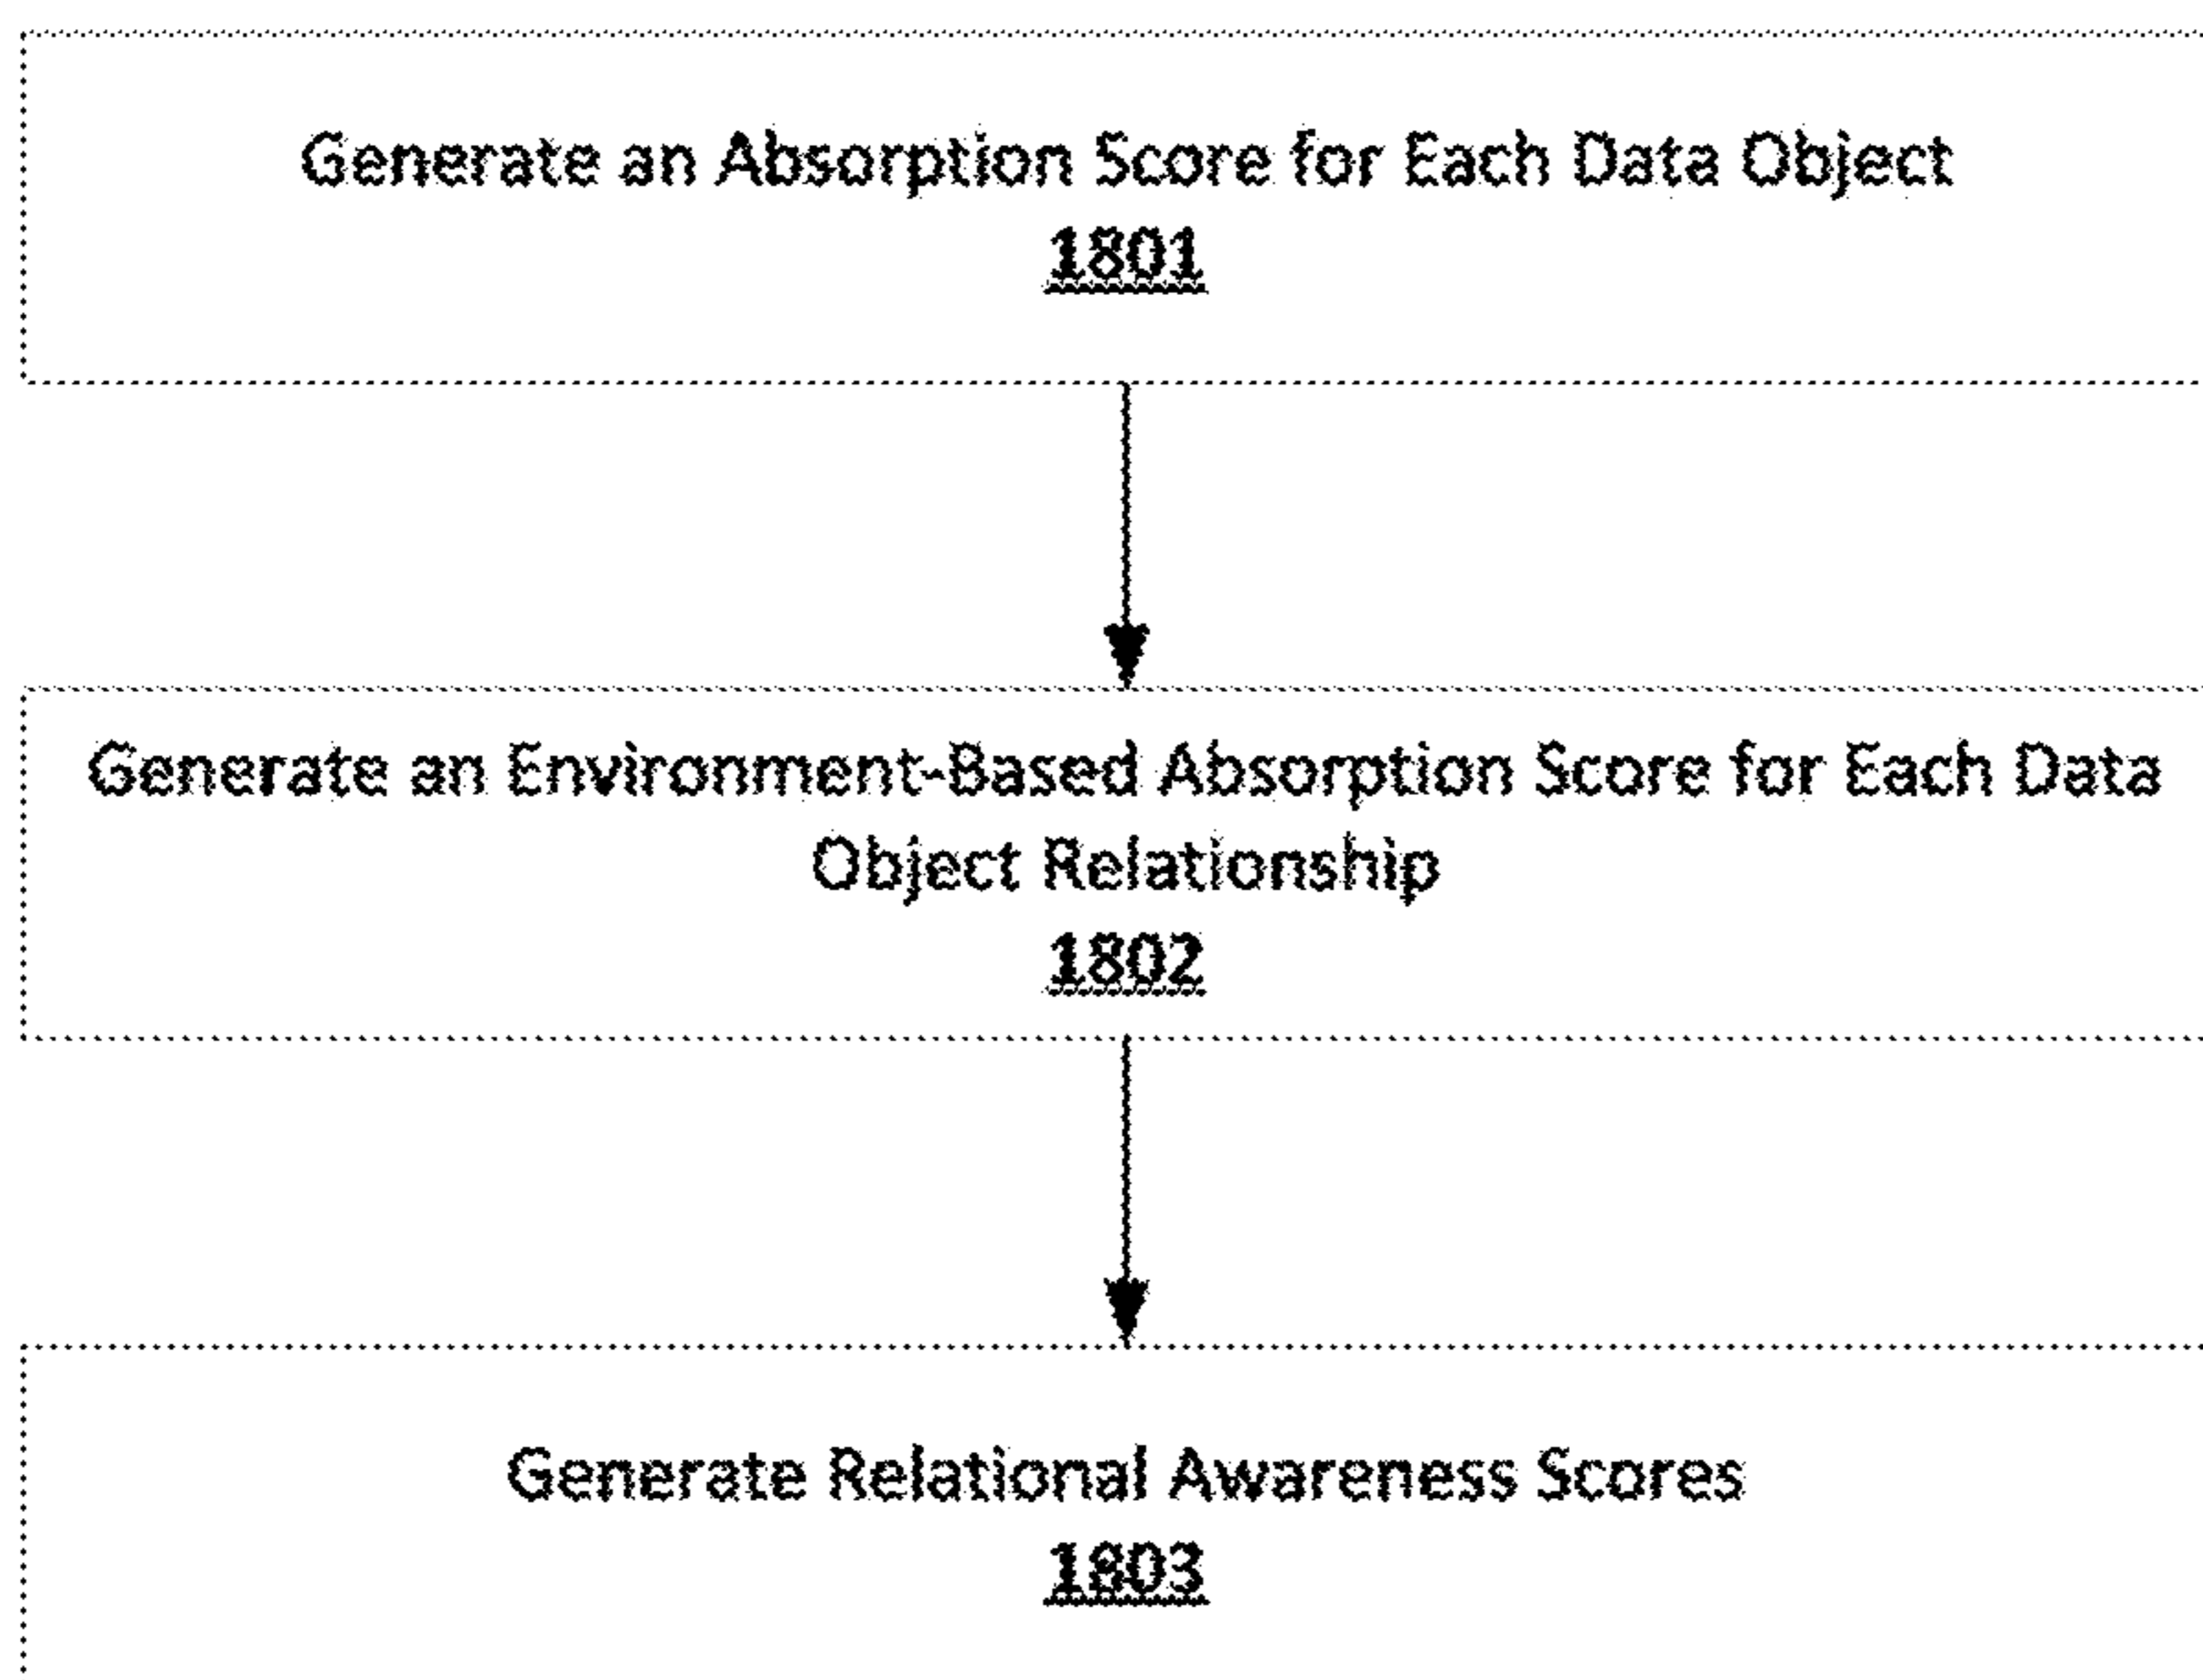 Generate an Absorption Score for Each Data Object
1801
Generate an Environment-Based Absorption Score for Each Data
Object Relationship
1802
Generate Relational Awareness Scores
1803